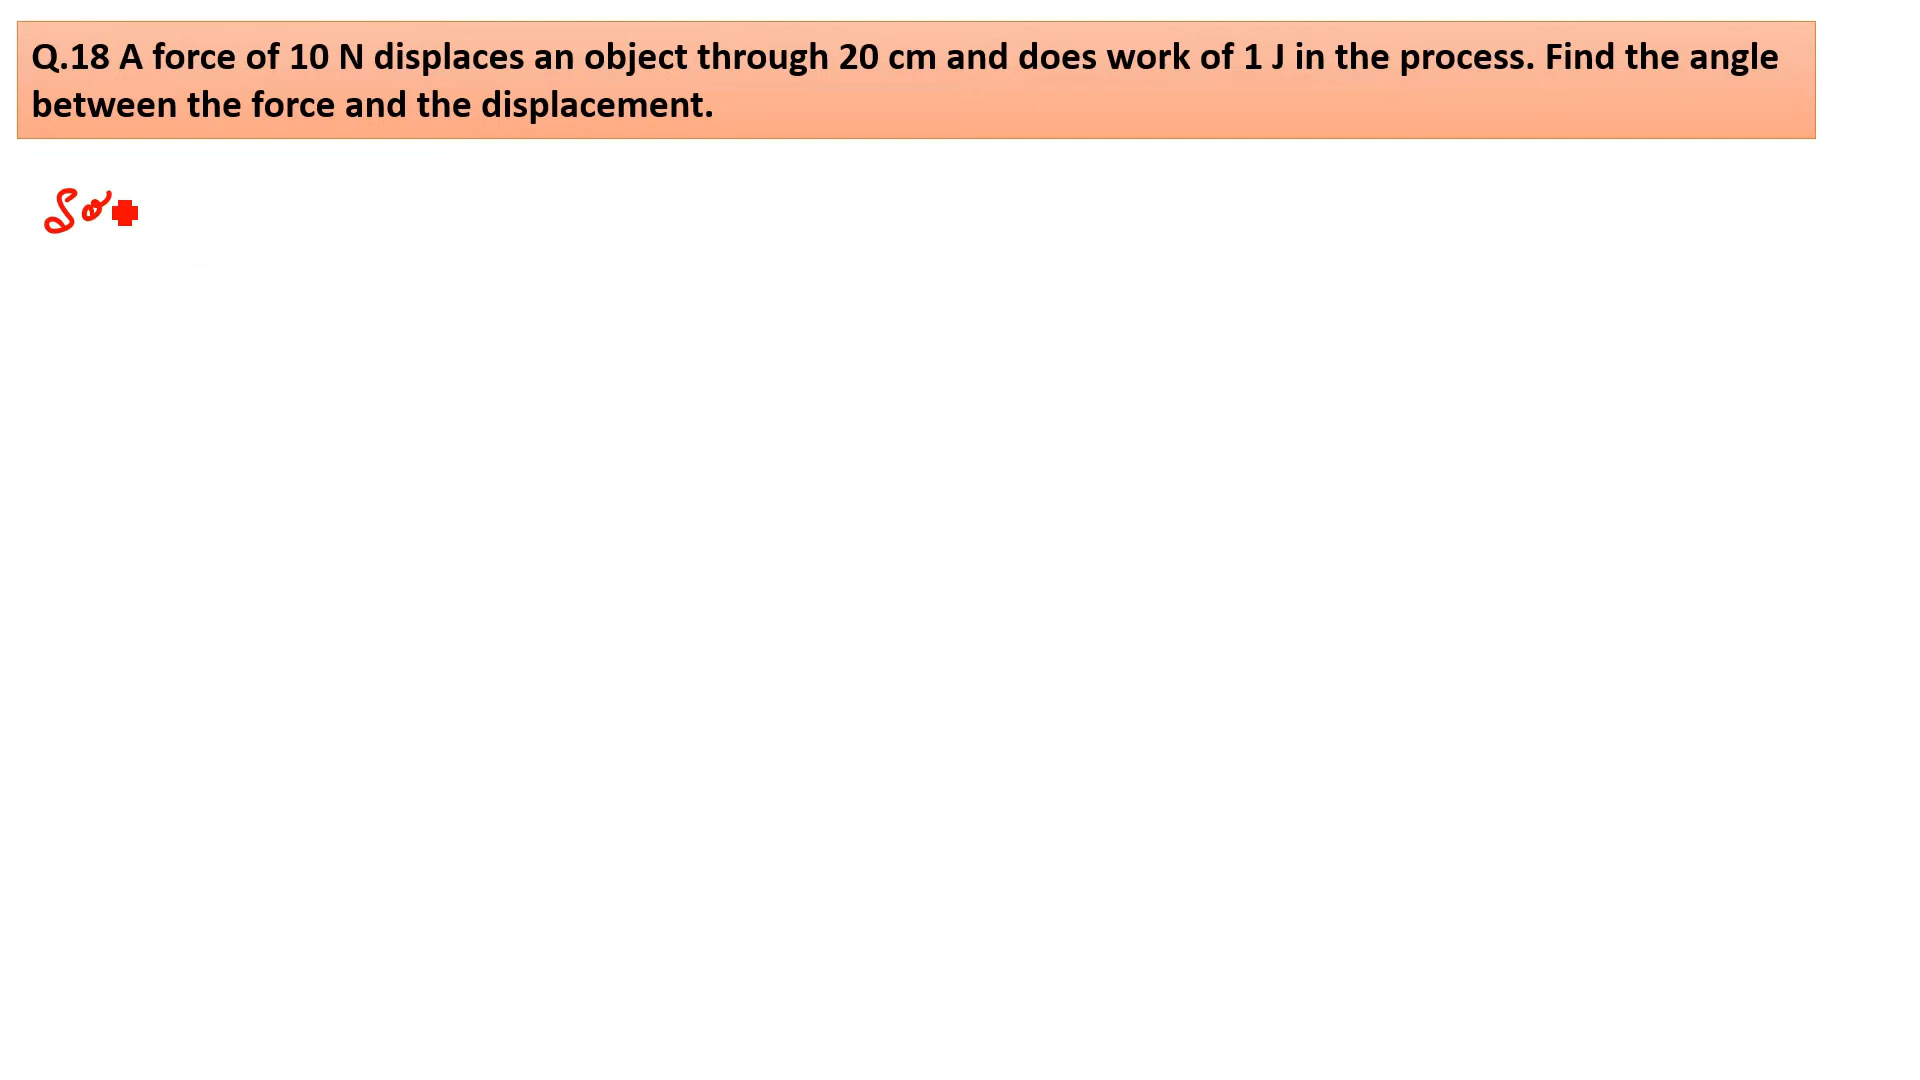 Q.18 A force of 10 N displaces an object through 20 cm and does work of 1 J in the process. Find the angle
between the force and the displacement.